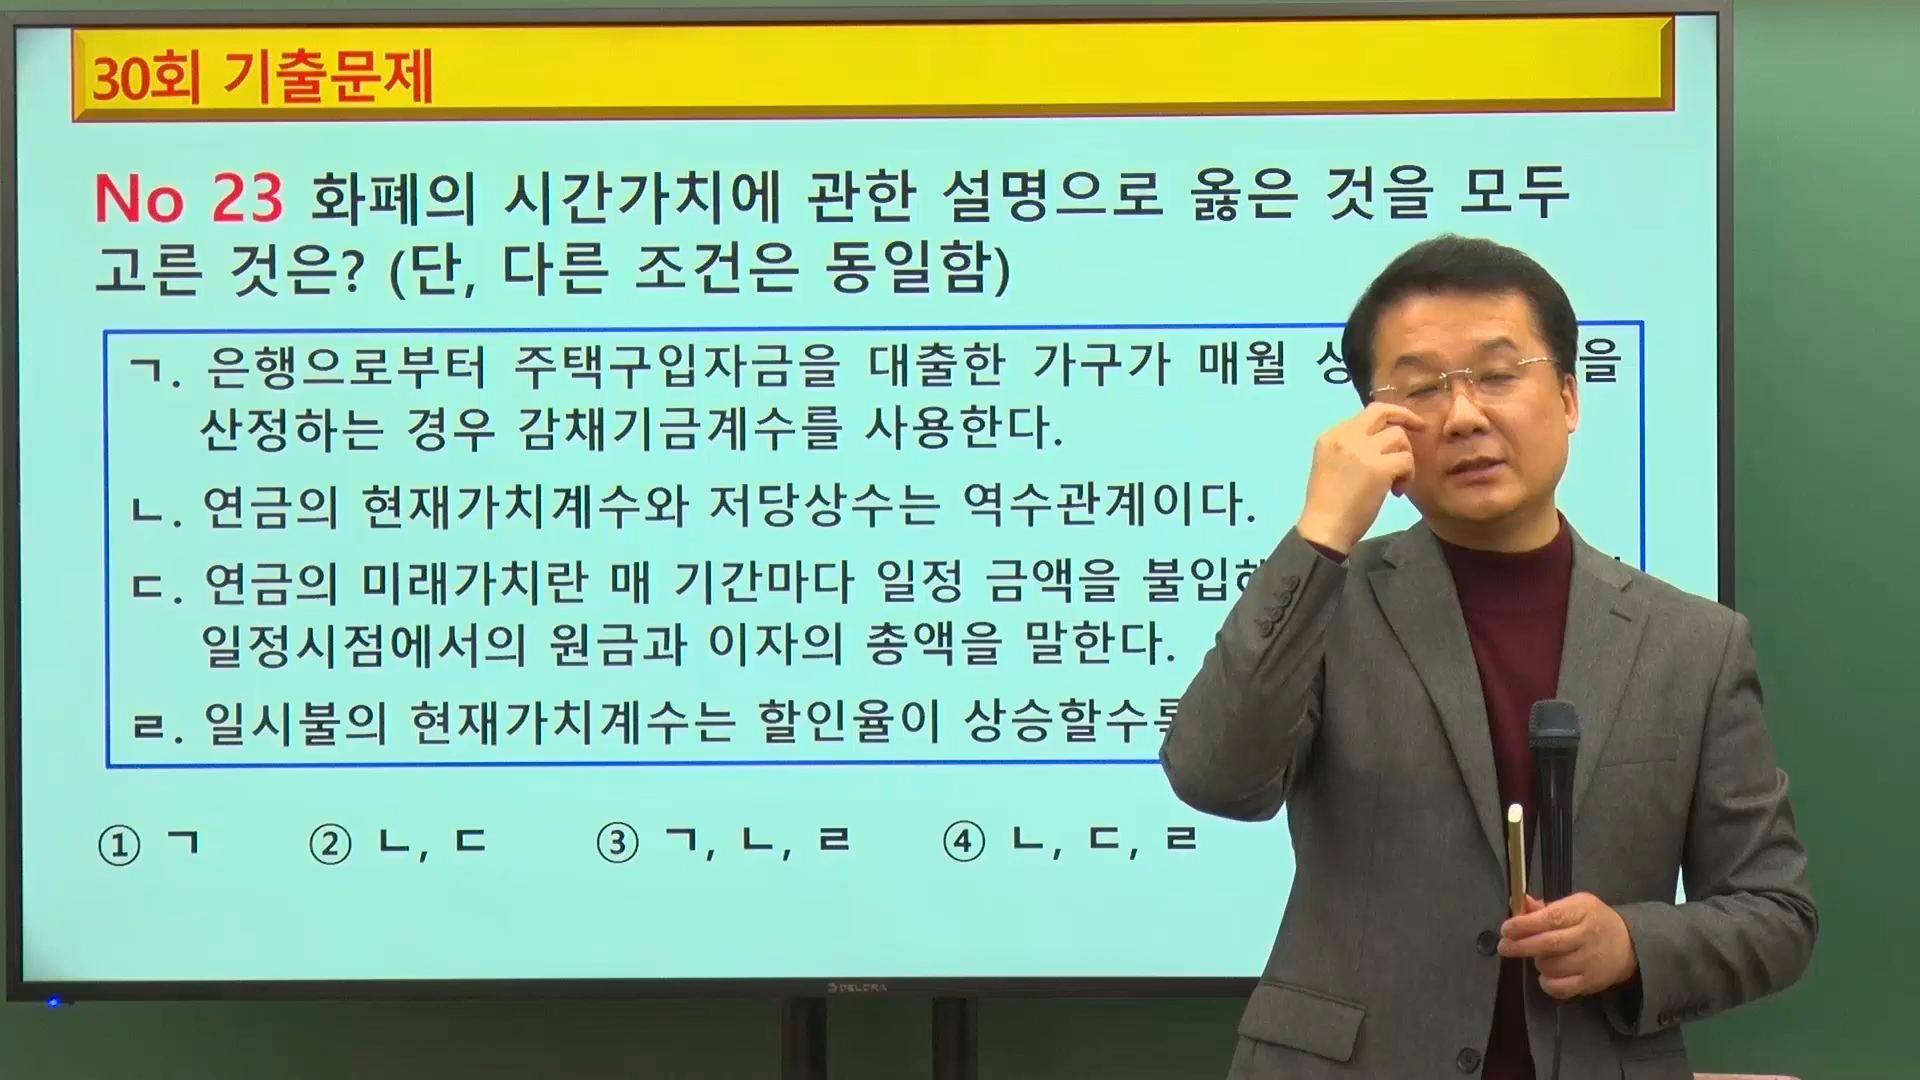 30회 기출문제
No 23 화폐의 시간가치에 관한 설명으로 옳은 것을 모두
고른 것은? (단, 다른 조건은 동일함)
ㄱ. 은행으로부터 주택구입자금을 대출한 가구가 매월 을
산정하는 경우 감채기금계수를 사용한다.
ㄴ. 연금의 현재가치계수와 저당상수는 역수관계이다.
ㄷ. 연금의 미래가치란 매 기간마다 일정 금액을 불입
일정시점에서의 원금과 이자의 총액을 말한다.
ㄹ. 일시불의 현재가치계수는 할인율이 상승할수록
① ㄱ ② ㄴ, ㄷ ③ ㄱ, ㄴ, ㄹ ④ ㄴ, ㄷ, ㄹ